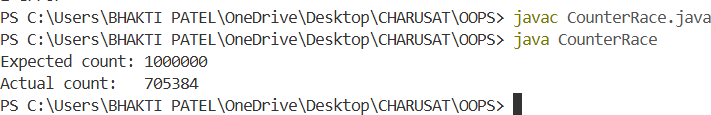 PS C:\Users\BHAKTI PATEL\OneDrive\Desktop\CHARUSAT\OOPS> javac CounterRace.java
PS C:\Users\BHAKTI PATEL\OneDrive\Desktop\CHARUSAT\OOPS> java CounterRace
Expected count: 1000000
Actual count:   705384
PS C:\Users\BHAKTI PATEL\OneDrive\Desktop\CHARUSAT\OOPS>